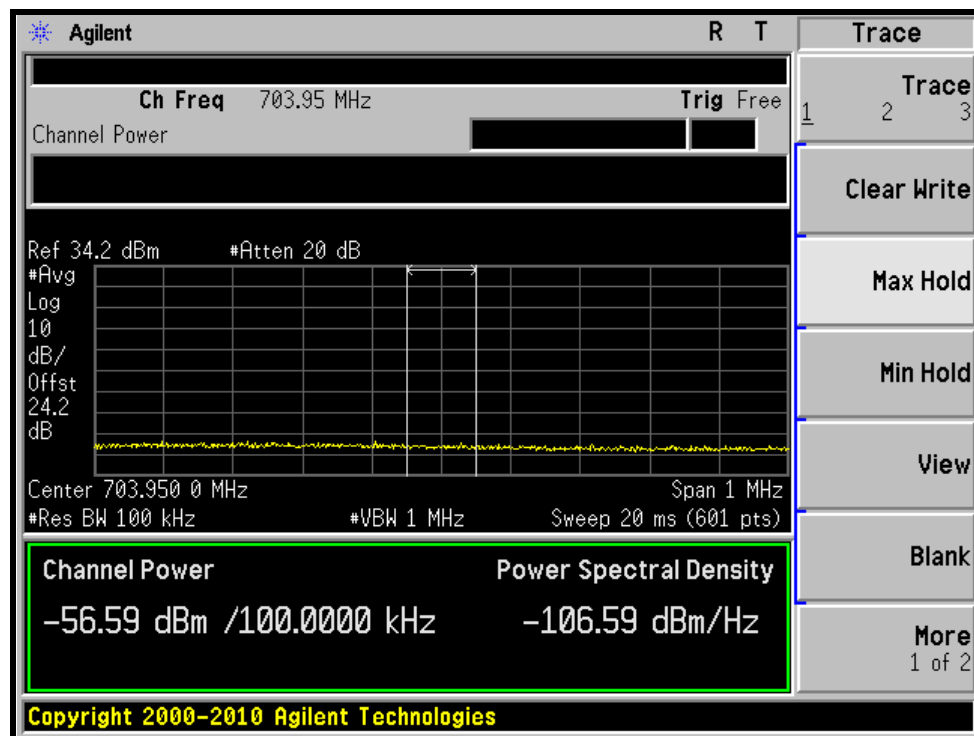 Agilent R T
Ch Freq 703.95 MHz Trig Free
Channel Power
Ref 34.2 dBm #Atten 20 dB
#Avg
Log
10
dB/
Offst
24.2
dB
Center 703.950 0 MHz Span 1 MHz
#Res BW 100 kHz #VBW 1 MHz Sweep 20 ms (601 pts)
Channel Power Power Spectral Density
-56.59 dBm /100.0000 kHz -106.59 dBm/Hz
Copyright 2000-2010 Agilent Technologies
Trace
Trace
1 2 3
Clear Write
Max Hold
Min Hold
View
Blank
More
1 of 2